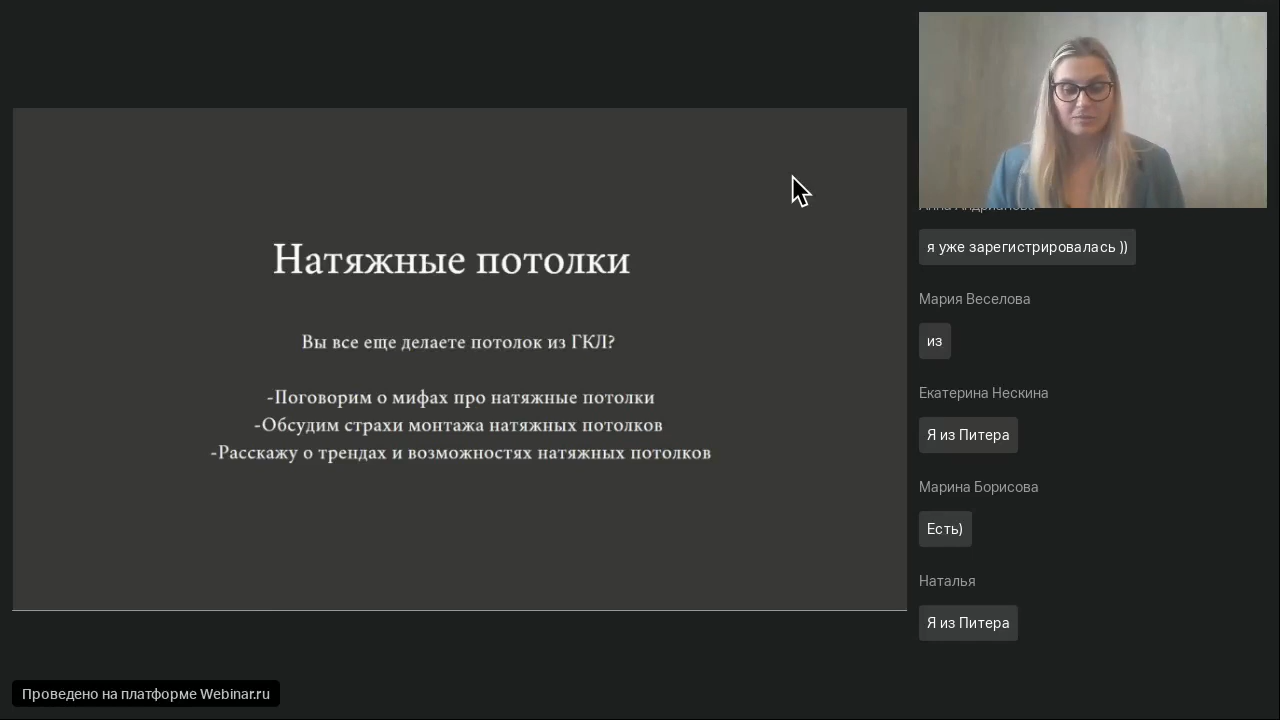 Натяжные потолки
Вы все еще делаете потолок из ГКЛ?
-Поговорим о мифах про натяжные потолки
-Обсудим страхи монтажа натяжных потолков
-Расскажу о трендах и возможностях натяжных потолков
я уже зарегистрировалась ))
Мария Веселова
из
Екатерина Нескина
Я из Питера
Марина Борисова
Есть)
Наталья
Я из Питера
Проведено на платформе Webinar.ru